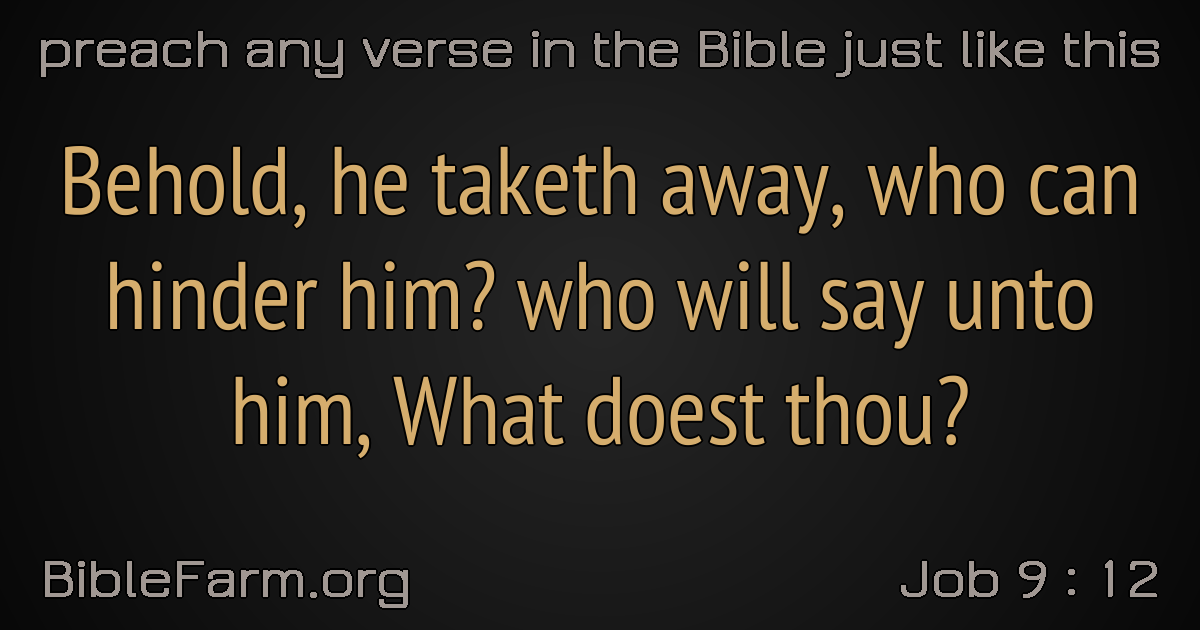 preach any verse in the Bible just like this
Behold, he taketh away, who can
hinder him? who will say unto
him, What doest thou?
BibleFarm.org
Job 9 : 12